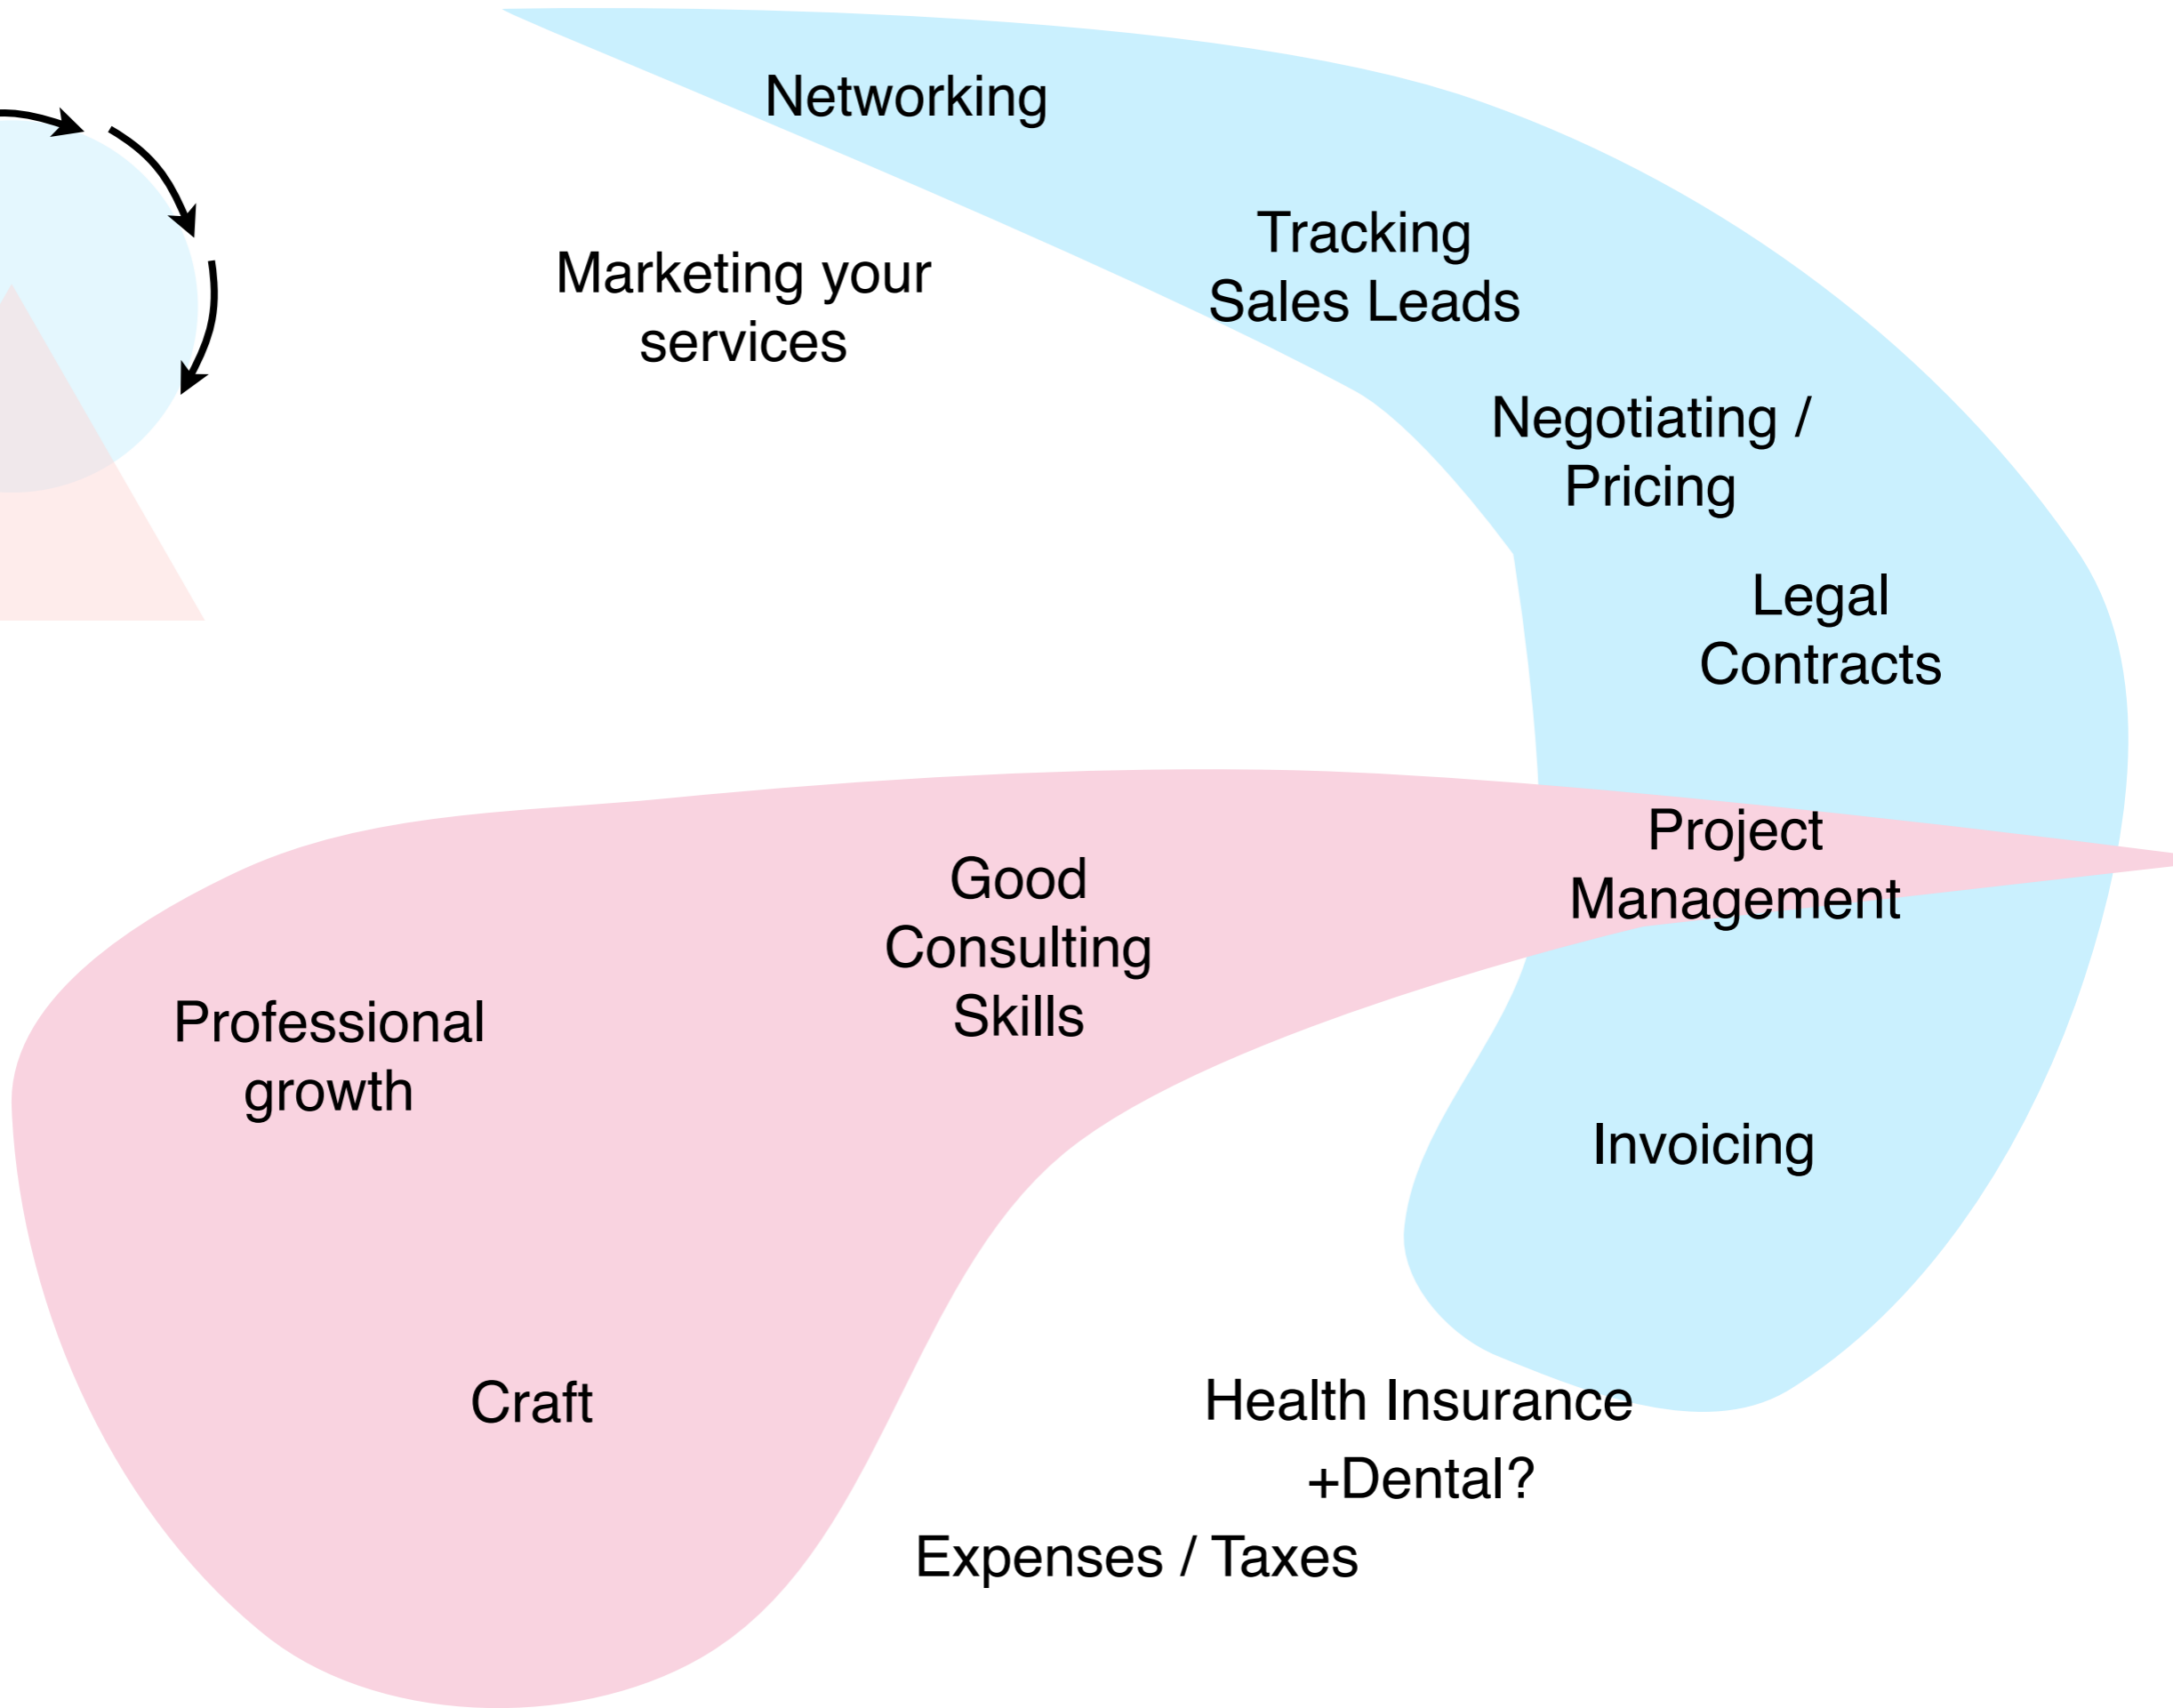 Networking
Tracking
Sales Leads
Marketing your
services
Negotiating /
Pricing
Legal
Contracts
Project
Management
Good
Consulting
Skills
Professional
growth
Invoicing
Craft
Health Insurance
+Dental?
Expenses / Taxes